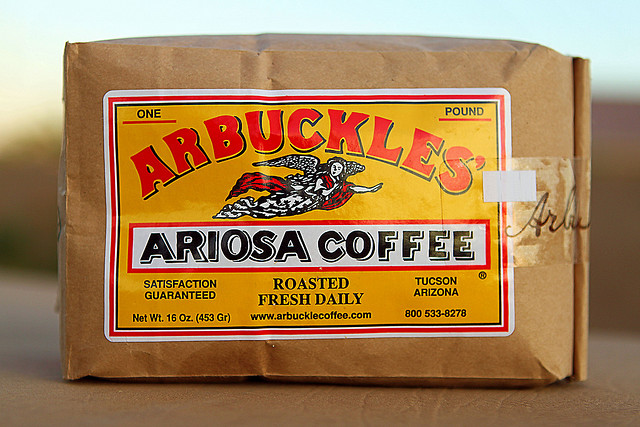 ONE POUND
ARBUCKLES'
ARIOSA COFFEE
®
SATISFACTION GUARANTEED
ROASTED FRESH DAILY
TUCSON ARIZONA
Net Wt. 16 Oz. (453 Gr) www.arbucklecoffee.com 800 533-8278
Arbu